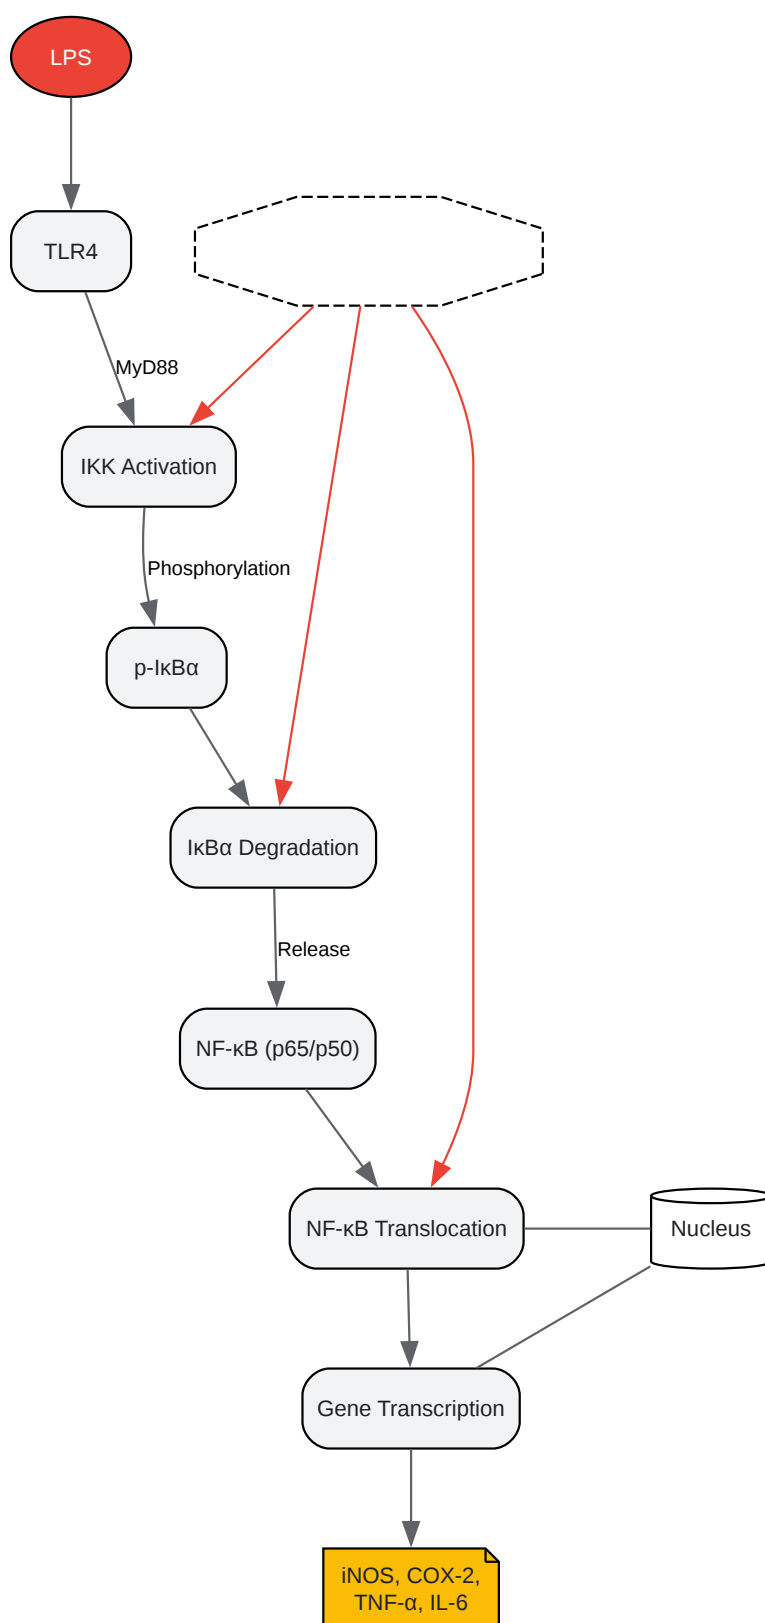 LPS
TLR4
MyD88
IKK Activation
Phosphorylation
p-IκBα
IκBα Degradation
Release
NF-κB (p65/p50)
NF-κB Translocation
Nucleus
Gene Transcription
iNOS, COX-2,
TNF-α, IL-6